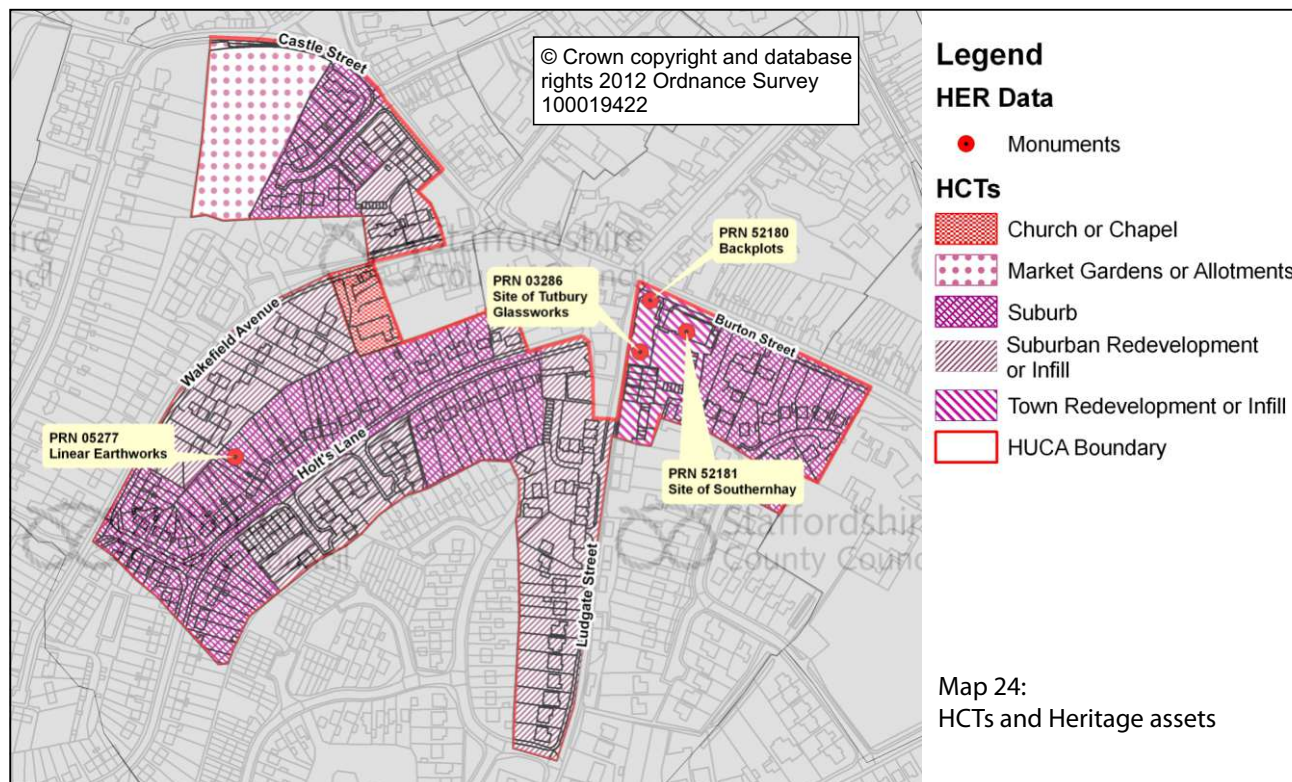 Castle Street
© Crown copyright and database
rights 2012 Ordnance Survey
100019422
Staffordshire
County Council
PRN 52180
Backplots
PRN 03286
Site of Tutbury
Glassworks
Wakefield Avenue
Burton Street
PRN 05277
Linear Earthworks
Holt's Lane
PRN 52181
Site of Southernhay
Staffordshir
County Counci
Ludgate Street
Legend
HER Data
Monuments
HCTs
Church or Chapel
Market Gardens or Allotments
Suburb
Suburban Redevelopment
or Infill
Town Redevelopment or Infill
HUCA Boundary
Map 24:
HCTs and Heritage assets